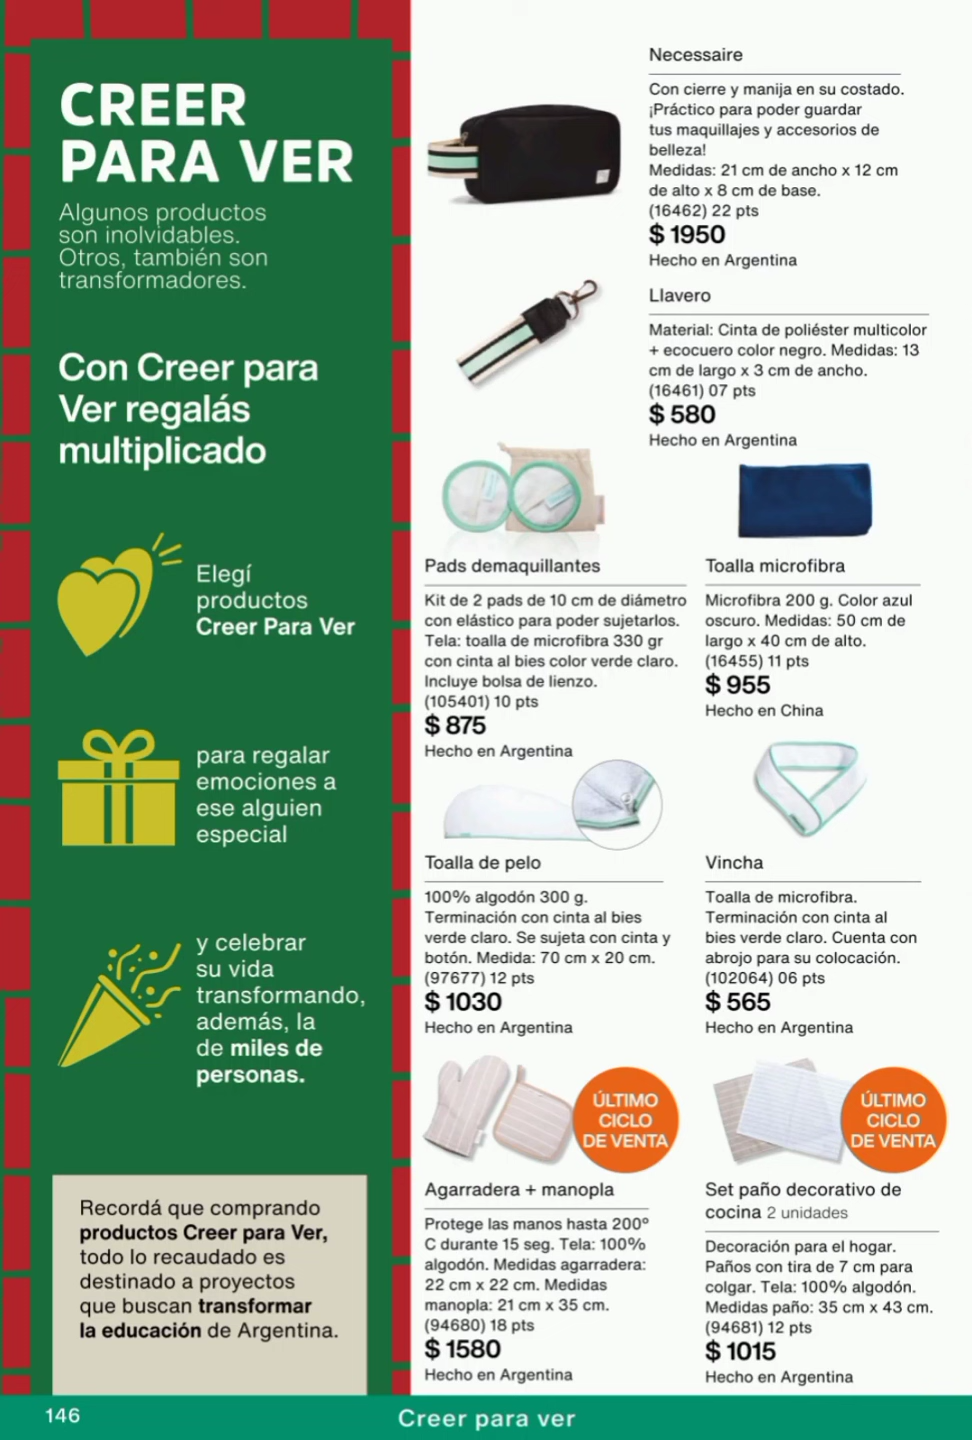 CREER
PARA VER
Algunos productos
son inolvidables.
Otros, también son
transformadores.
Con Creer para
Ver regalás
multiplicado
Elegí
productos
Creer Para Ver
para regalar
emociones a
ese alguien
especial
y celebrar
su vida
transformando,
además, la
de miles de
personas.
Recordá que comprando
productos Creer para Ver,
todo lo recaudado es
destinado a proyectos
que buscan transformar
la educación de Argentina.
Necessaire
Con cierre y manija en su costado.
¡Práctico para poder guardar
tus maquillajes y accesorios de
belleza!
Medidas: 21 cm de ancho x 12 cm
de alto x 8 cm de base.
(16462) 22 pts
$ 1950
Hecho en Argentina
Llavero
Material: Cinta de poliéster multicolor
+ ecocuero color negro. Medidas: 13
cm de largo x 3 cm de ancho.
(16461) 07 pts
$ 580
Hecho en Argentina
Pads demaquillantes
Kit de 2 pads de 10 cm de diámetro
con elástico para poder sujetarlos.
Tela: toalla de microfibra 330 gr
con cinta al bies color verde claro.
Incluye bolsa de lienzo.
(105401) 10 pts
$ 875
Hecho en Argentina
Toalla microfibra
Microfibra 200 g. Color azul
oscuro. Medidas: 50 cm de
largo x 40 cm de alto.
(16455) 11 pts
$ 955
Hecho en China
Toalla de pelo
100% algodón 300 g.
Terminación con cinta al bies
verde claro. Se sujeta con cinta y
botón. Medida: 70 cm x 20 cm.
(97677) 12 pts
$ 1030
Hecho en Argentina
Vincha
Toalla de microfibra.
Terminación con cinta al
bies verde claro. Cuenta con
abrojo para su colocación.
(102064) 06 pts
$ 565
Hecho en Argentina
ÚLTIMO
CICLO
DE VENTA
Agarradera + manopla
Protege las manos hasta 200°
C durante 15 seg. Tela: 100%
algodón. Medidas agarradera:
22 cm x 22 cm. Medidas
manopla: 21 cm x 35 cm.
(94680) 18 pts
$ 1580
Hecho en Argentina
ÚLTIMO
CICLO
DE VENTA
Set paño decorativo de
cocina 2 unidades
Decoración para el hogar.
Paños con tira de 7 cm para
colgar. Tela: 100% algodón.
Medidas paño: 35 cm x 43 cm.
(94681) 12 pts
$ 1015
Hecho en Argentina
146
Creer para ver